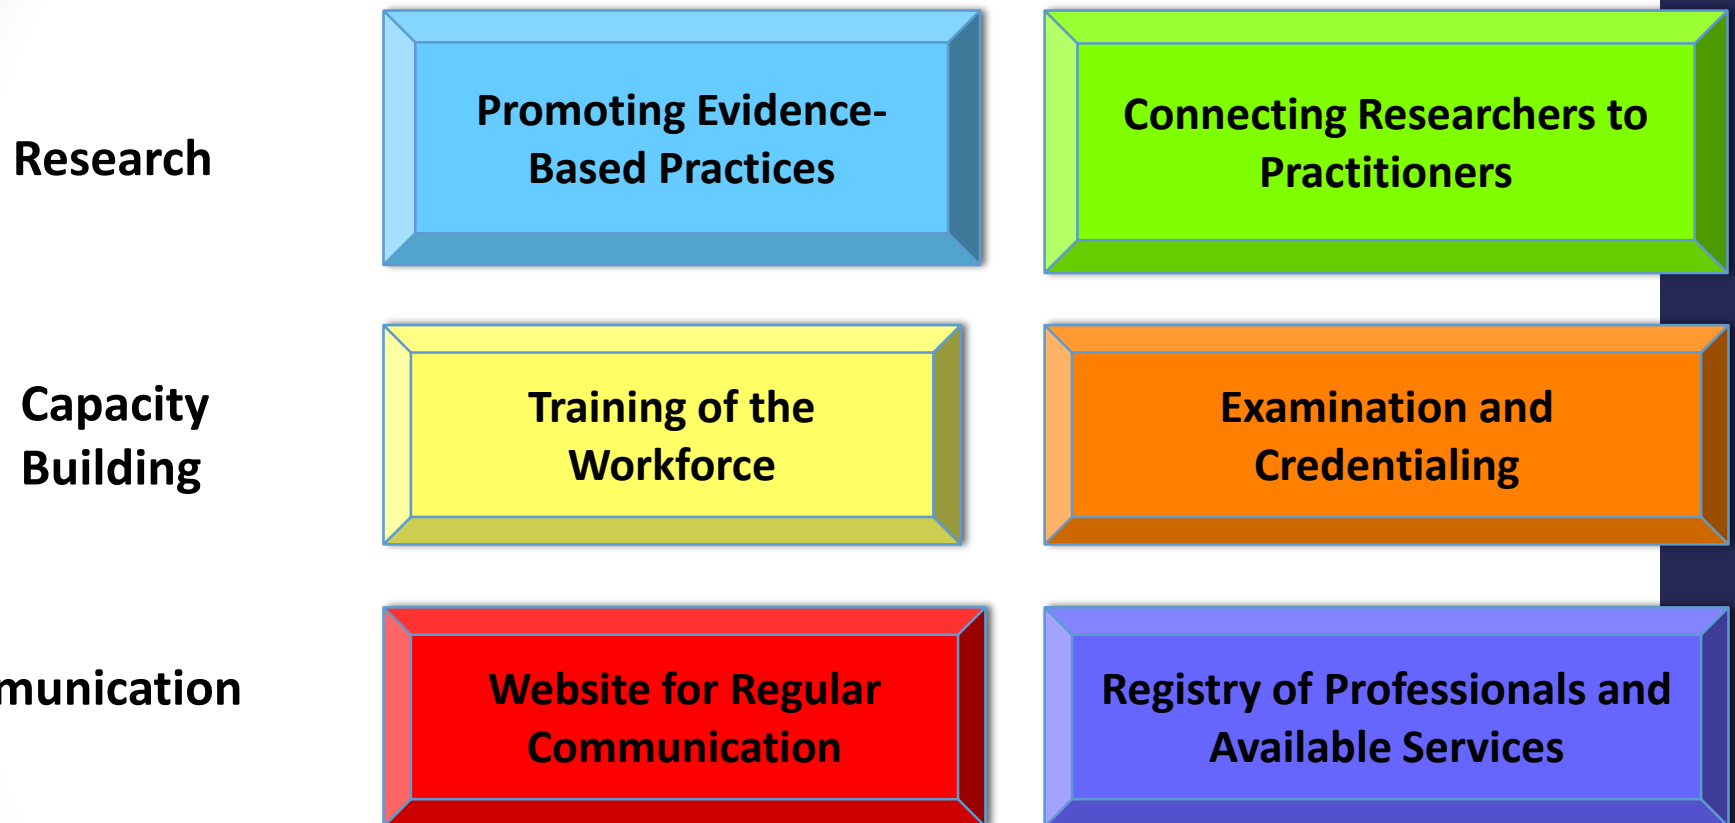 Research
Promoting Evidence-
Based Practices
Connecting Researchers to
Practitioners
Capacity
Building
Training of the
Workforce
Examination and
Credentialing
munication
Website for Regular
Communication
Registry of Professionals and
Available Services